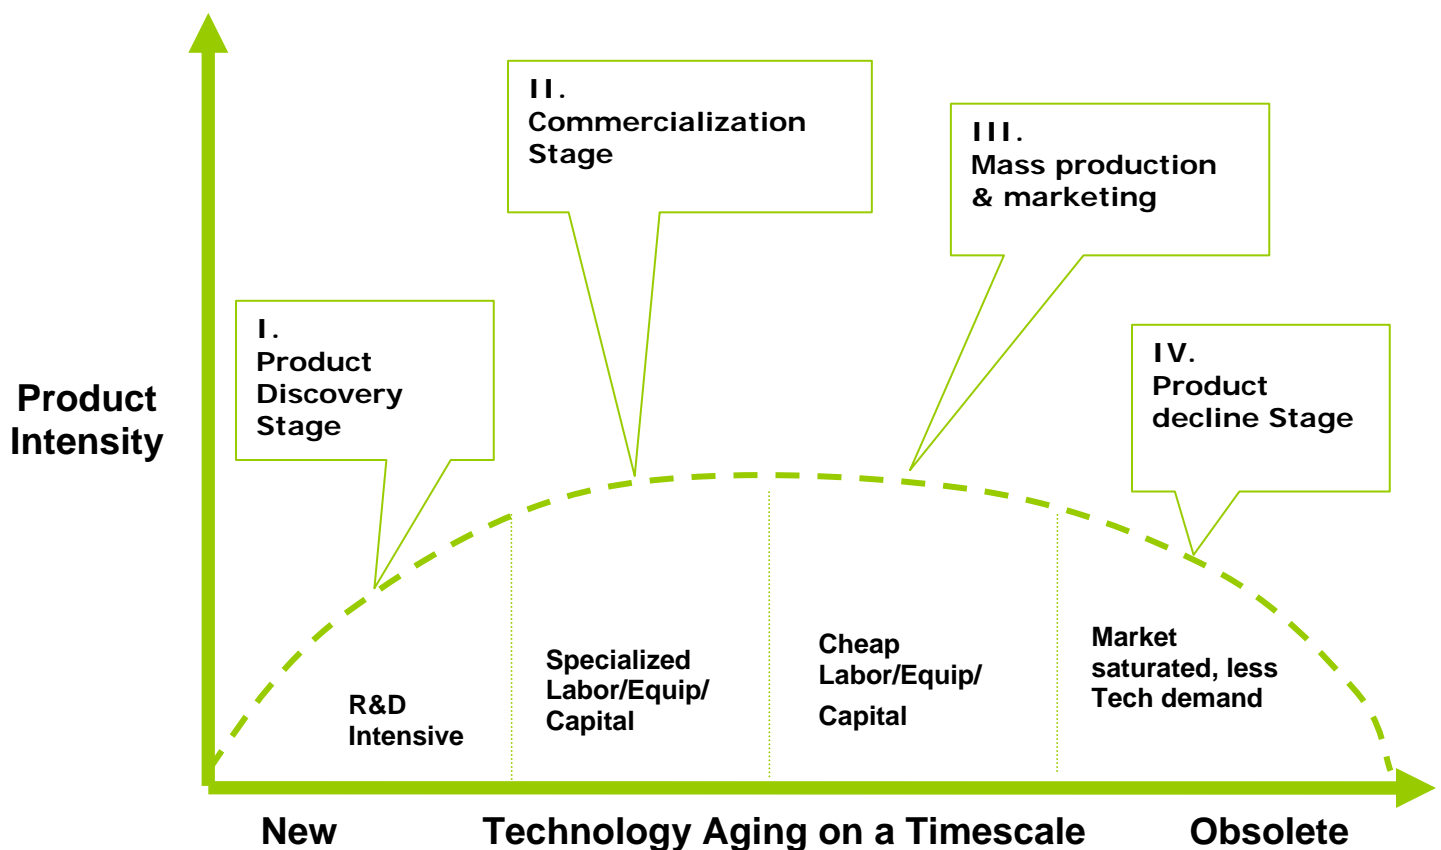 II.
Commercialization
Stage
III.
Mass production
& marketing
I.
Product
Discovery
Stage
IV.
Product
decline Stage
Product
Intensity
R&D
Intensive
Specialized
Labor/Equip/
Capital
Cheap
Labor/Equip/
Capital
Market
saturated, less
Tech demand
New
Technology Aging on a Timescale
Obsolete